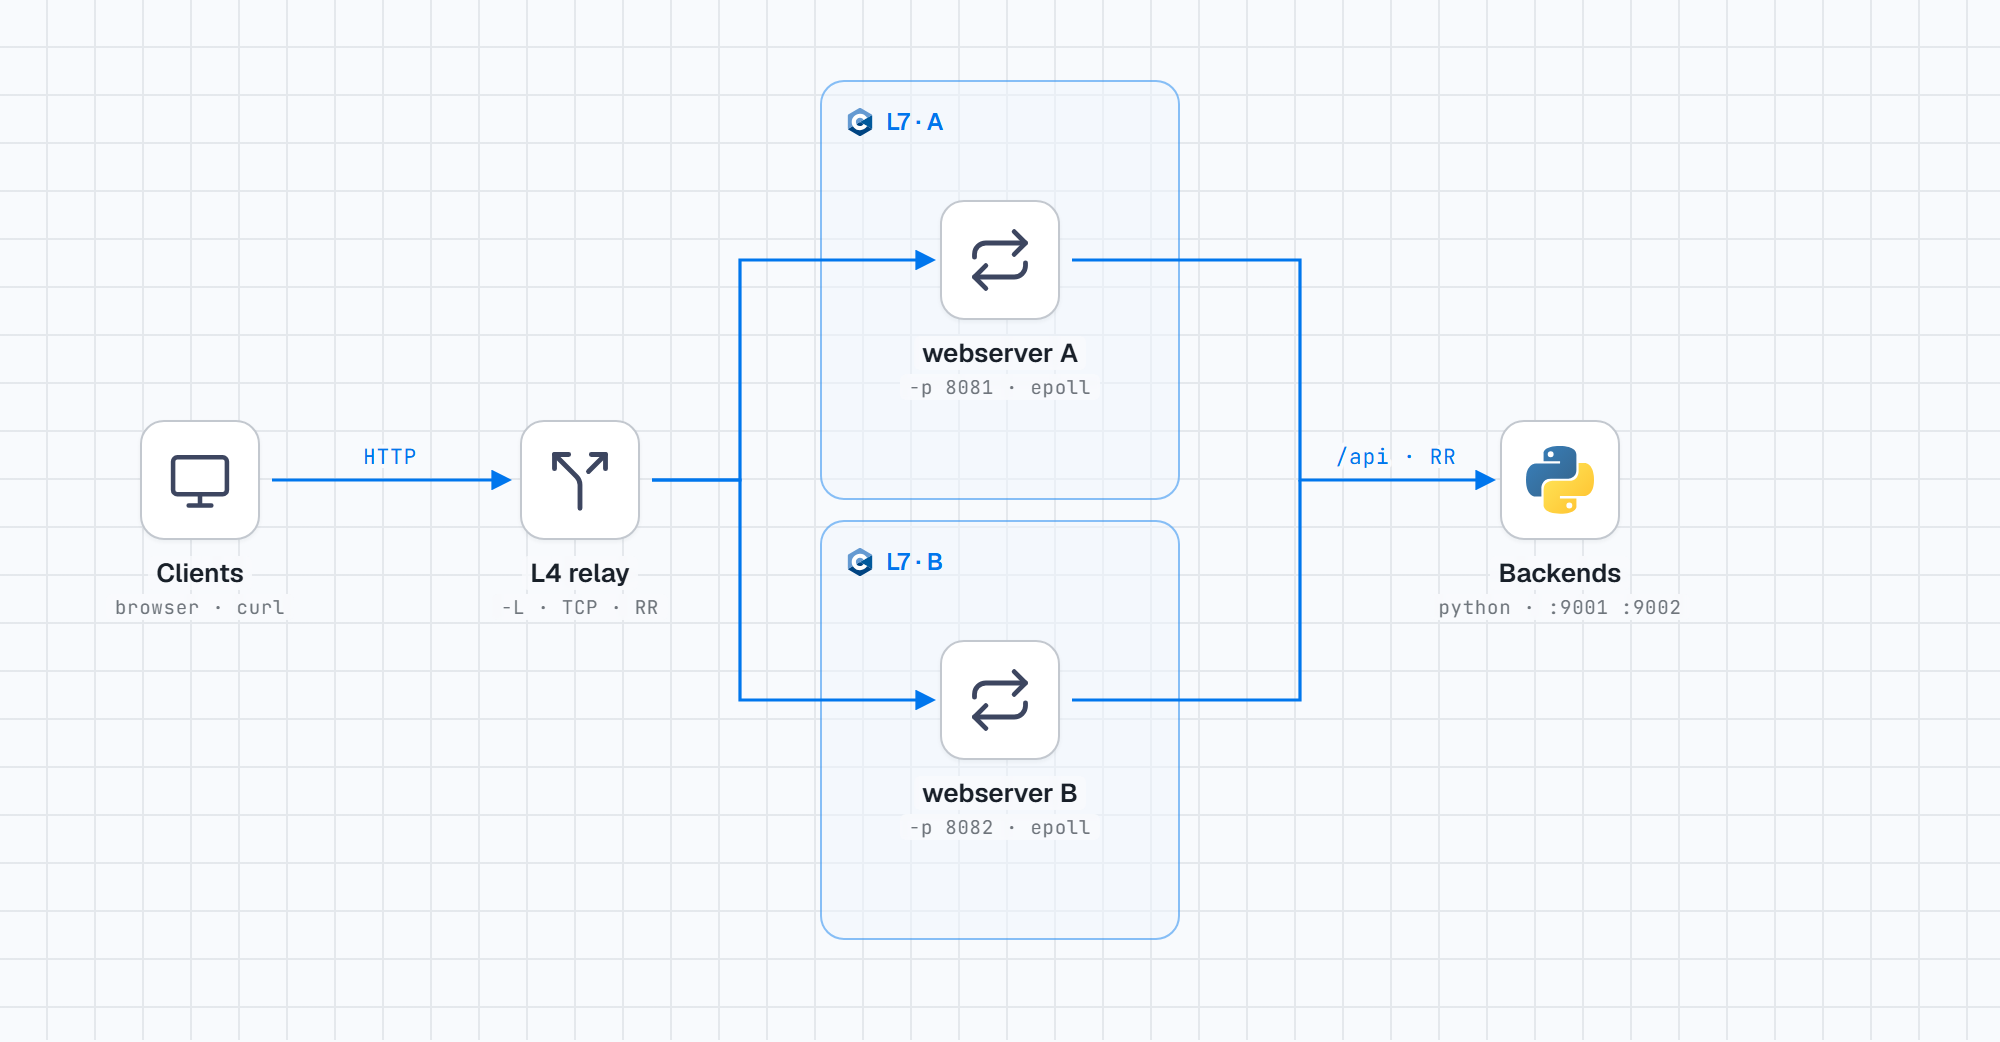 L7 · A
webserver A
-p 8081 · epoll
HTTP
/api · RR
Clients
browser · curl
L4 relay
-L · TCP · RR
L7 · B
Backends
python · :9001 :9002
webserver B
-p 8082 · epoll